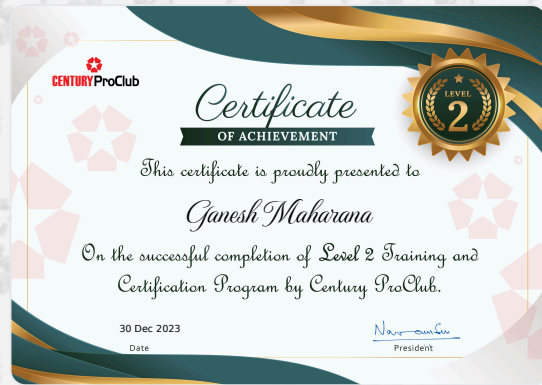 CENTURY ProClub
LEVEL
2
Certificate
OF ACHIEVEMENT
This certificate is proudly presented to
Ganesh Maharana
On the successful completion of Level 2 Training and
Certification Program by Century ProClub.
30 Dec 2023
Date
President